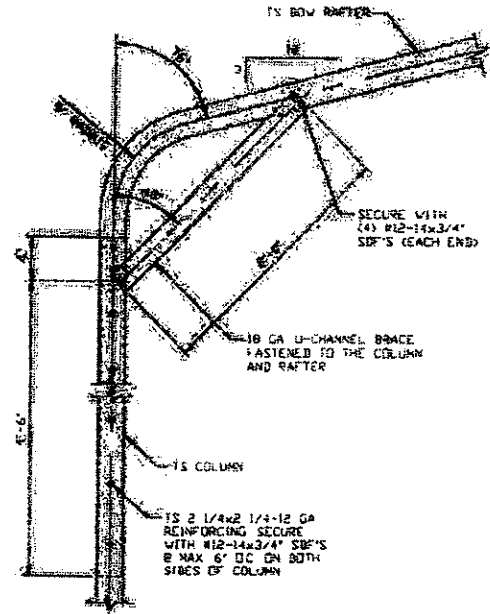 TS BOW RAFTER
12
SECURE WITH
(4) #12-14x3/4"
SDF'S (EACH END)
18 GA U-CHANNEL BRACE
FASTENED TO THE COLUMN
AND RAFTER
TS COLUMN
TS 2 1/4x2 1/4-12 GA
REINFORCING SECURE
WITH #12-14x3/4" SDF'S
@ MAX 6" OC ON BOTH
SIDES OF COLUMN